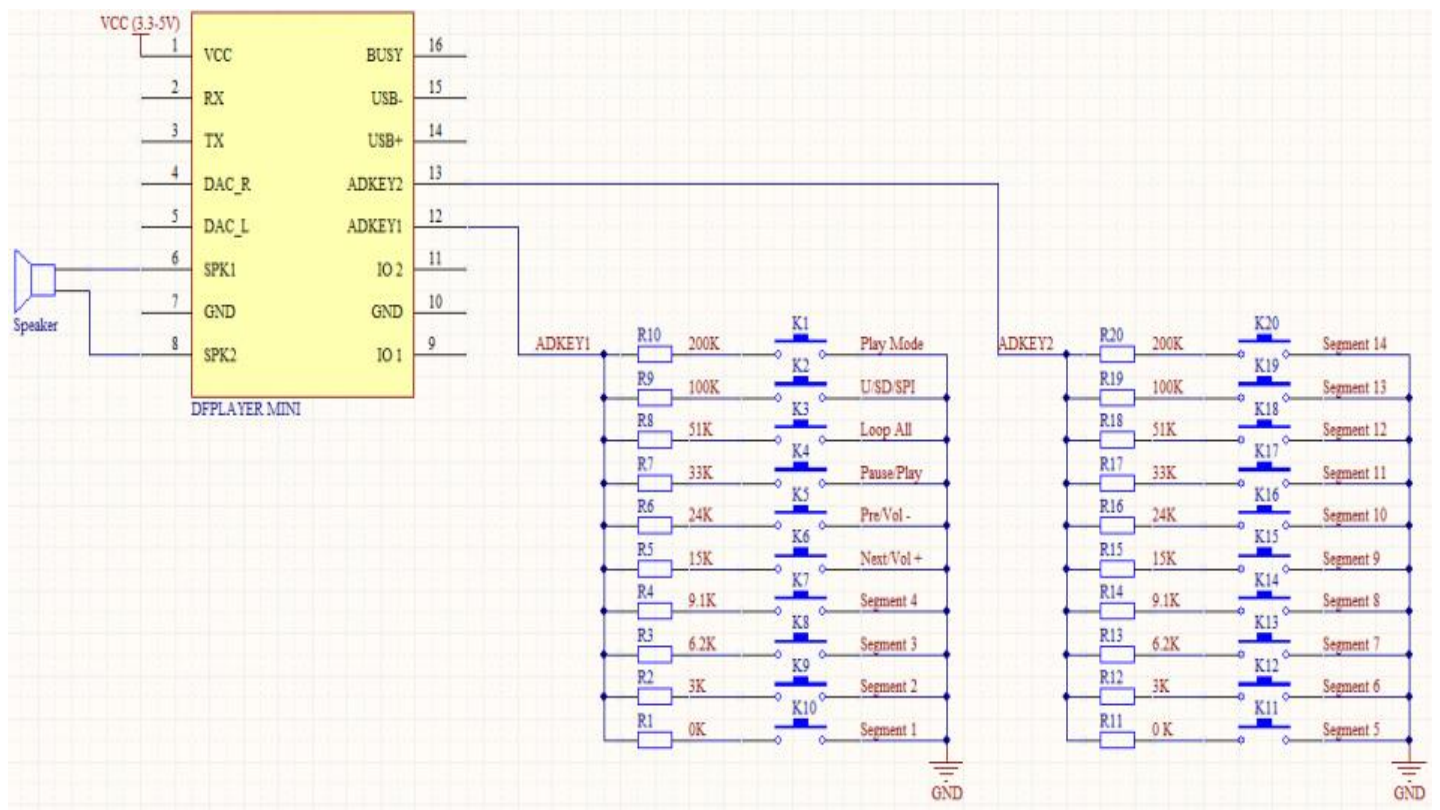 VCC (3.3-5V)
1 VCC BUSY 16
2 RX USB- 15
3 TX USB+ 14
4 DAC_R ADKEY2 13
5 DAC_L ADKEY1 12
6 SPK1 IO 2 11
7 GND GND 10
8 SPK2 IO 1 9
Speaker
DFPLAYER MINI
ADKEY1
R10 200K K1 Play Mode
R9 100K K2 U/SD/SPI
R8 51K K3 Loop All
R7 33K K4 Pause/Play
R6 24K K5 Pre/Vol -
R5 15K K6 Next/Vol +
R4 9.1K K7 Segment 4
R3 6.2K K8 Segment 3
R2 3K K9 Segment 2
R1 0K K10 Segment 1
GND
ADKEY2
R20 200K K20 Segment 14
R19 100K K19 Segment 13
R18 51K K18 Segment 12
R17 33K K17 Segment 11
R16 24K K16 Segment 10
R15 15K K15 Segment 9
R14 9.1K K14 Segment 8
R13 6.2K K13 Segment 7
R12 3K K12 Segment 6
R11 0 K K11 Segment 5
GND